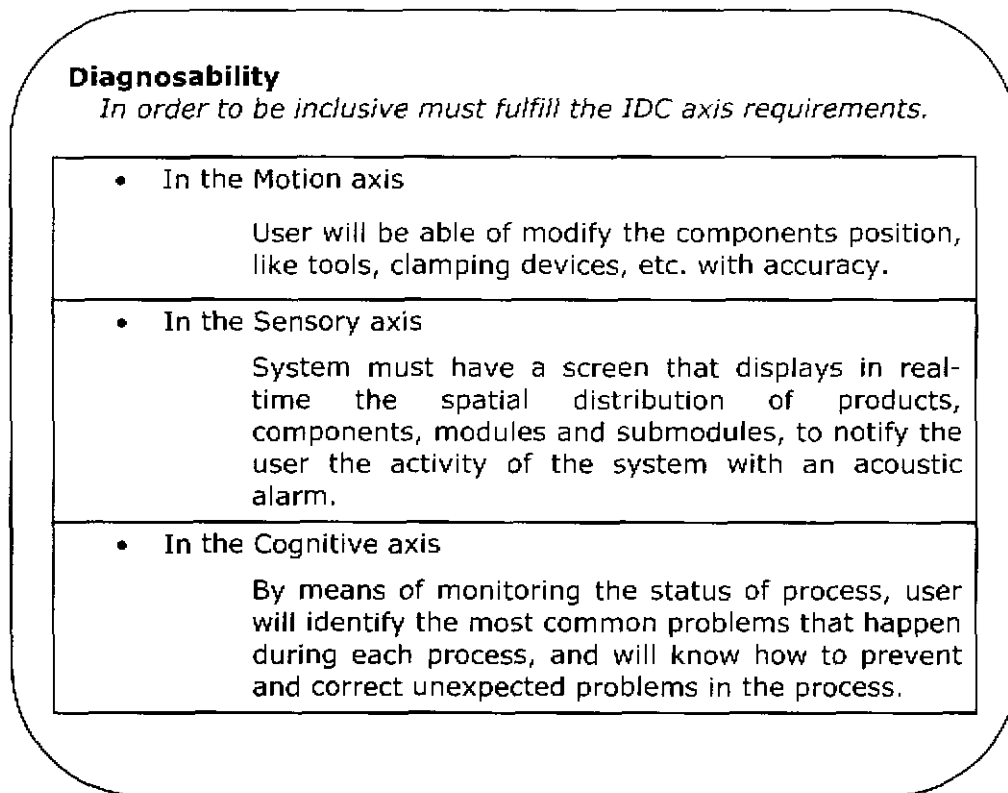 Diagnosability
In order to be inclusive must fulfill the IDC axis requirements.
• In the Motion axis
User will be able of modify the components position,
like tools, clamping devices, etc. with accuracy.
• In the Sensory axis
System must have a screen that displays in real-
time the spatial distribution of products,
components, modules and submodules, to notify the
user the activity of the system with an acoustic
alarm.
• In the Cognitive axis
By means of monitoring the status of process, user
will identify the most common problems that happen
during each process, and will know how to prevent
and correct unexpected problems in the process.